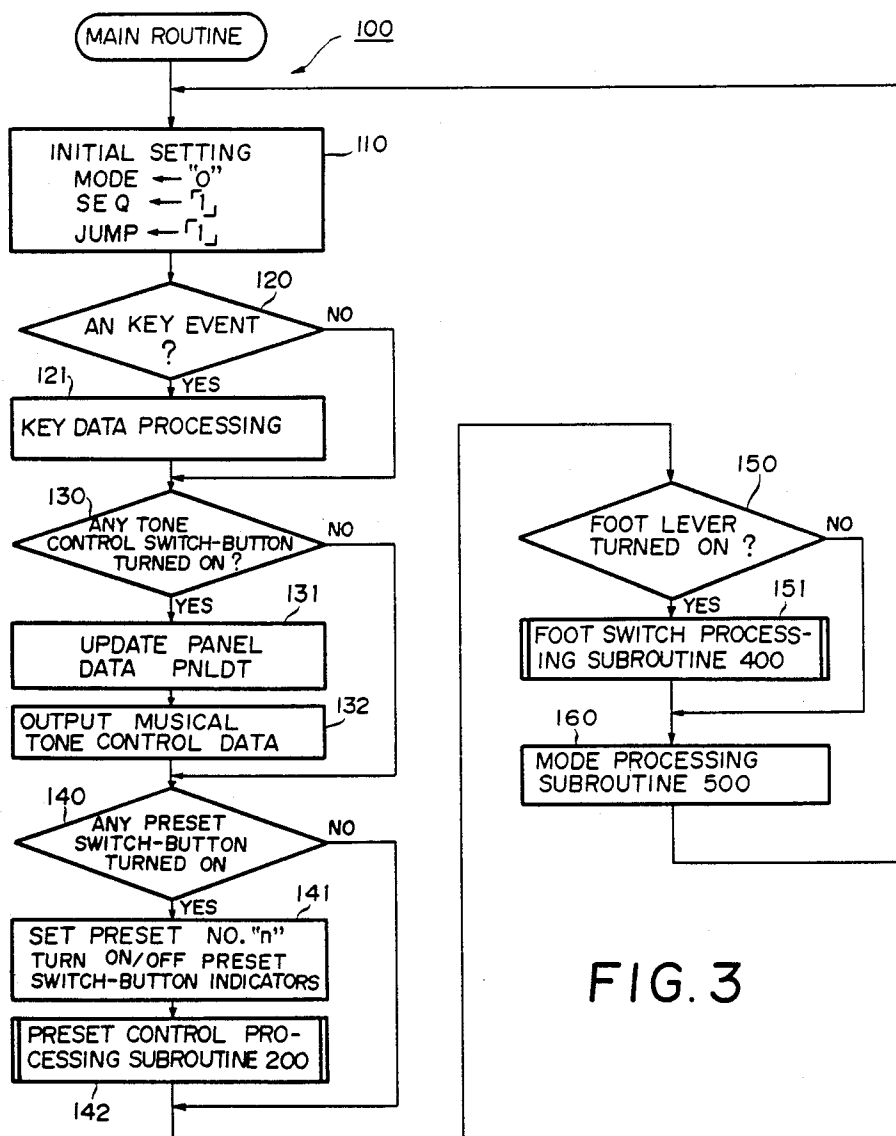 MAIN ROUTINE
100
INITIAL SETTING
MODE ← "0"
SEQ ← 「1」
JUMP ← 「1」
110
120
AN KEY EVENT
?
NO
YES
121
KEY DATA PROCESSING
130
ANY TONE
CONTROL SWITCH-BUTTON
TURNED ON ?
NO
YES
131
UPDATE PANEL
DATA PNLDT
132
OUTPUT MUSICAL
TONE CONTROL DATA
140
ANY PRESET
SWITCH-BUTTON
TURNED ON
NO
YES
141
SET PRESET NO. "n"
TURN ON/OFF PRESET
SWITCH-BUTTON INDICATORS
PRESET CONTROL PRO-
CESSING SUBROUTINE 200
142
150
FOOT LEVER
TURNED ON ?
NO
YES
151
FOOT SWITCH PROCESS-
ING SUBROUTINE 400
160
MODE PROCESSING
SUBROUTINE 500
FIG. 3